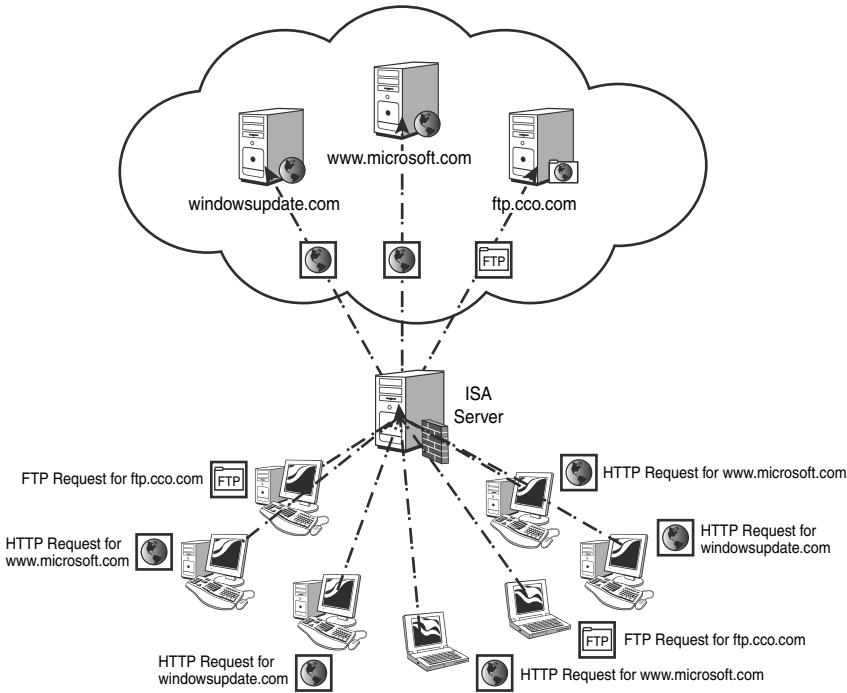 www.microsoft.com
windowsupdate.com
ftp.cco.com
FTP
ISA
Server
FTP Request for ftp.cco.com
FTP
HTTP Request for www.microsoft.com
HTTP Request for
www.microsoft.com
HTTP Request for
windowsupdate.com
FTP
FTP Request for ftp.cco.com
HTTP Request for
windowsupdate.com
HTTP Request for www.microsoft.com